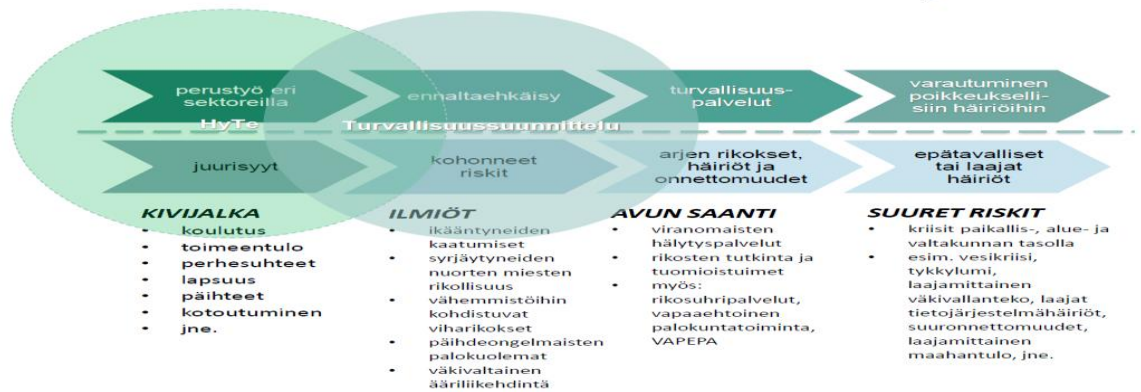 perustyö eri
sektoreilla
ennaltaehkäisy
turvallisuus-
palvelut
varautuminen
poikkeukselli-
siin häiriöihin
HyTe
Turvallisuussuunnittelu
juurisyyt
kohonneet
riskit
arjen rikokset,
häiriöt ja
onnettomuudet
epätavalliset
tai laajat
häiriöt
KIVIJALKA
• koulutus
• toimeentulo
• perhesuhteet
• lapsuus
• päihteet
• kotoutuminen
• jne.
ILMIÖT
• ikääntyneiden
kaatumiset
• syrjäytyneiden
nuorten miesten
rikollisuus
• vähemmistöihin
kohdistuvat
viharikokset
• päihdeongelmaisten
palokuolemat
• väkivaltainen
ääriliikehdintä
AVUN SAANTI
• viranomaisten
hälytyspalvelut
• rikosten tutkinta ja
tuomioistuimet
• myös:
rikosuhripalvelut,
vapaaehtoinen
palokuntatoiminta,
VAPEPA
SUURET RISKIT
• kriisit paikallis-, alue- ja
valtakunnan tasolla
• esim. vesikriisi,
tykkylumi,
laajamittainen
väkivallanteko, laajat
tietojärjestelmähäiriöt,
suuronnettomuudet,
laajamittainen
maahantulo, jne.